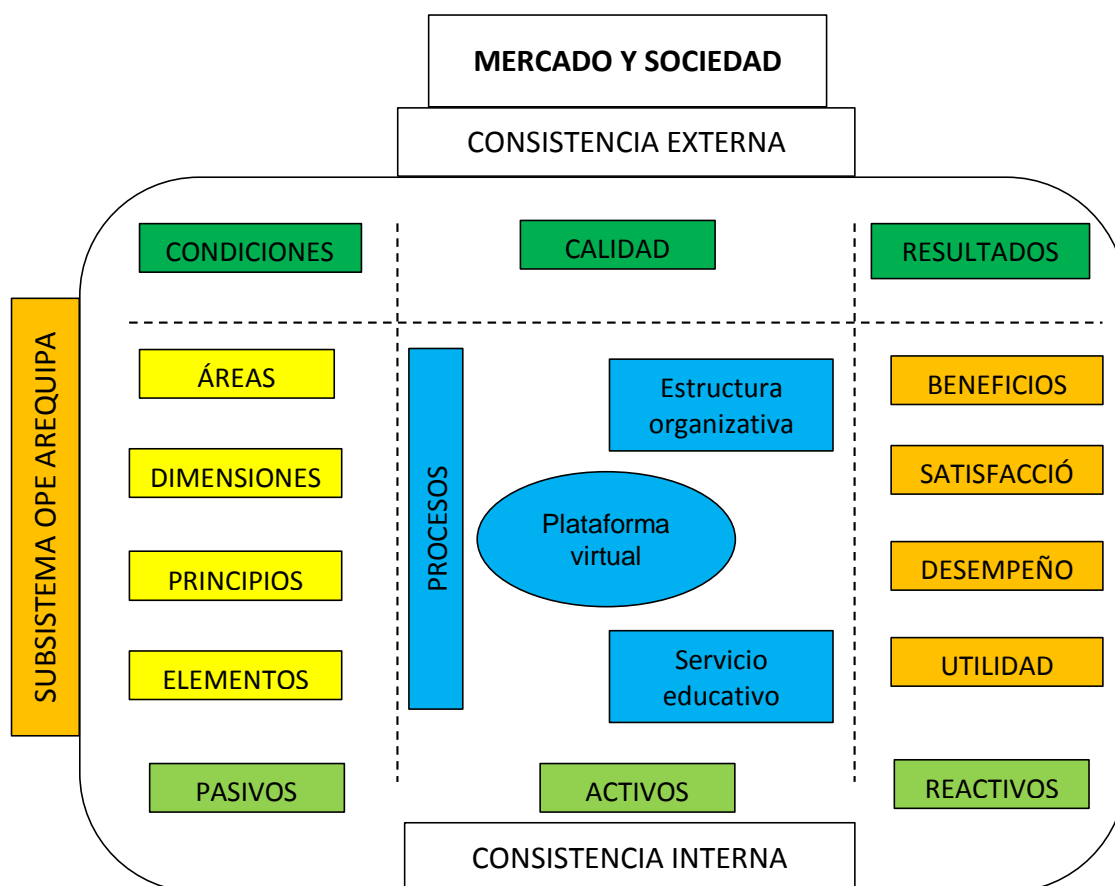 MERCADO Y SOCIEDAD
CONSISTENCIA EXTERNA
CONDICIONES
CALIDAD
RESULTADOS
SUBSISTEMA OPE AREQUIPA
ÁREAS
DIMENSIONES
PRINCIPIOS
ELEMENTOS
PROCESOS
Estructura
organizativa
Plataforma
virtual
Servicio
educativo
BENEFICIOS
SATISFACCIÓ
DESEMPEÑO
UTILIDAD
PASIVOS
ACTIVOS
REACTIVOS
CONSISTENCIA INTERNA